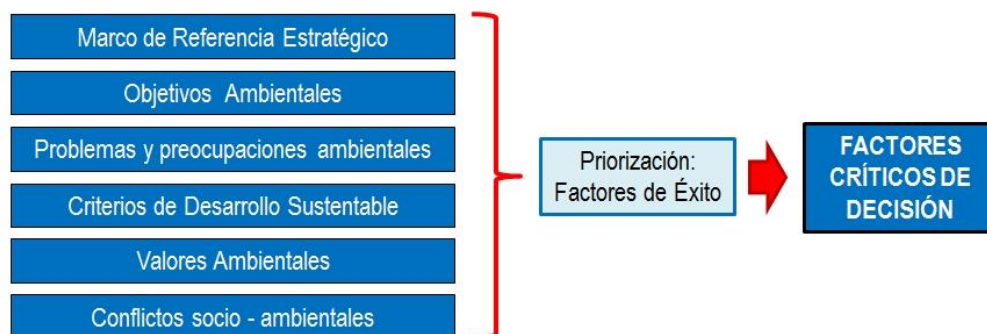 Marco de Referencia Estratégico
Objetivos Ambientales
Problemas y preocupaciones ambientales
Criterios de Desarrollo Sustentable
Valores Ambientales
Conflictos socio - ambientales
Priorización:
Factores de Éxito
FACTORES
CRÍTICOS DE
DECISIÓN